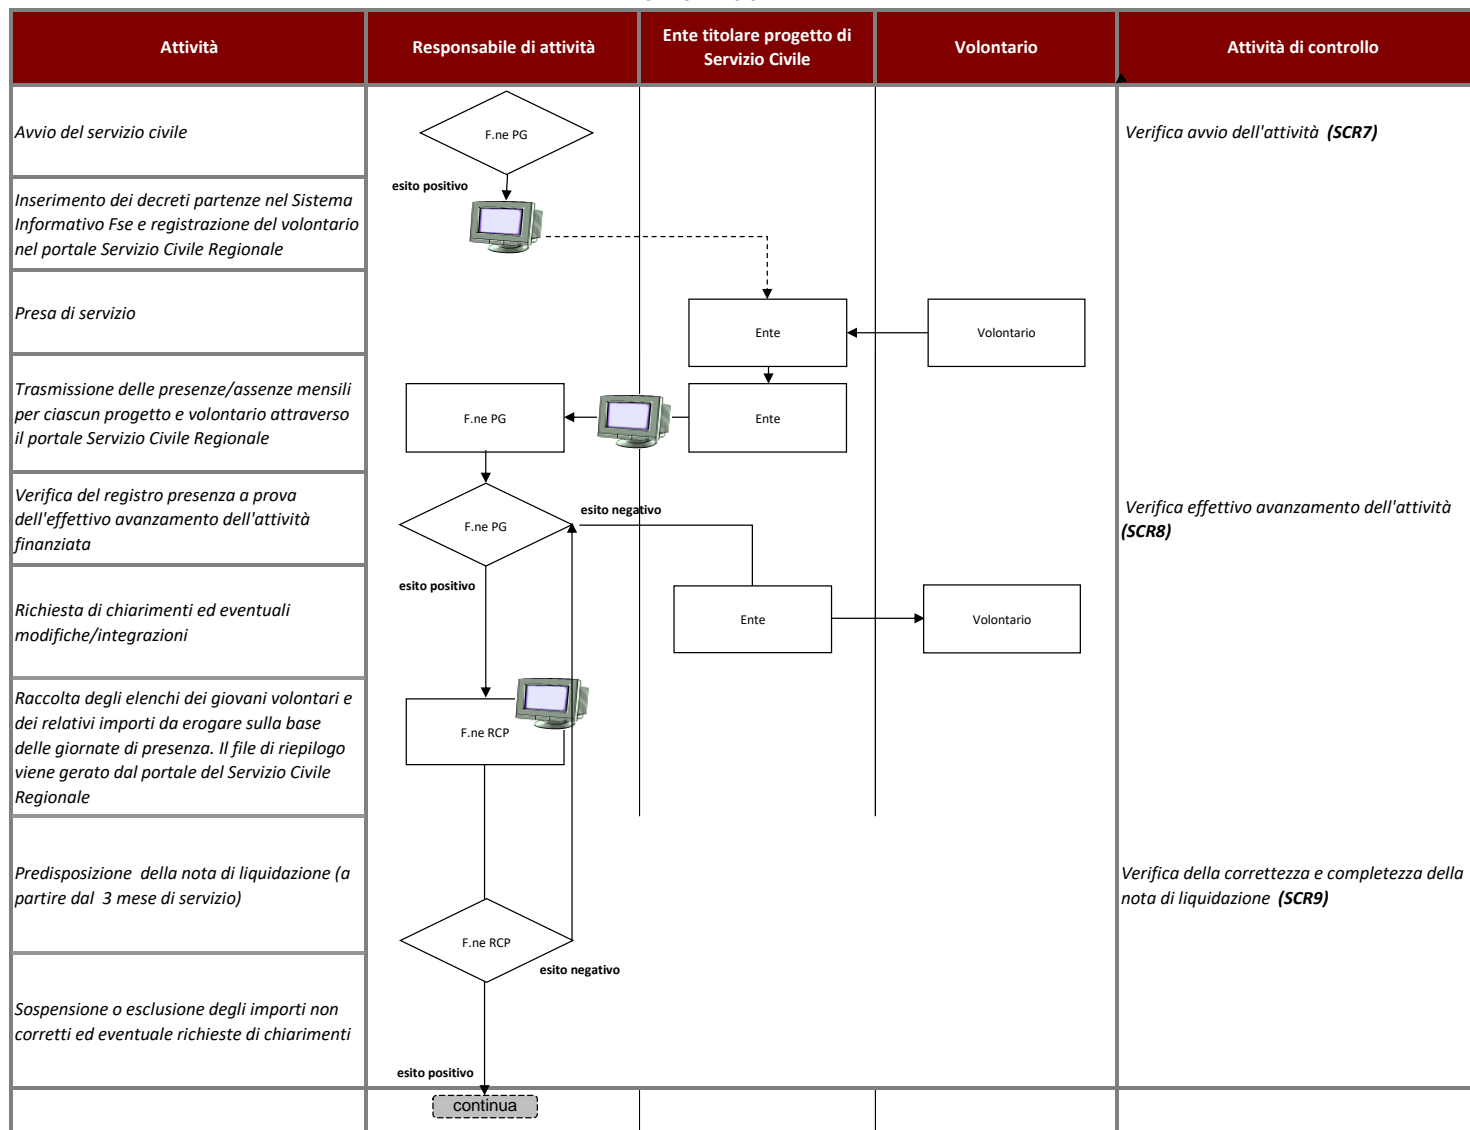 Attività
Responsabile di attività
Ente titolare progetto di
Servizio Civile
Volontario
Attività di controllo
Avvio del servizio civile
F.ne PG
Verifica avvio dell'attività (SCR7)
esito positivo
Inserimento dei decreti partenze nel Sistema
Informativo Fse e registrazione del volontario
nel portale Servizio Civile Regionale
Presa di servizio
Ente
Volontario
Trasmissione delle presenze/assenze mensili
per ciascun progetto e volontario attraverso
il portale Servizio Civile Regionale
F.ne PG
Ente
Verifica del registro presenza a prova
dell'effettivo avanzamento dell'attività
finanziata
F.ne PG
esito negativo
Verifica effettivo avanzamento dell'attività
(SCR8)
esito positivo
Richiesta di chiarimenti ed eventuali
modifiche/integrazioni
Ente
Volontario
Raccolta degli elenchi dei giovani volontari e
dei relativi importi da erogare sulla base
delle giornate di presenza. Il file di riepilogo
viene gerato dal portale del Servizio Civile
Regionale
F.ne RCP
Predisposizione della nota di liquidazione (a
partire dal 3 mese di servizio)
Verifica della correttezza e completezza della
nota di liquidazione (SCR9)
F.ne RCP
esito negativo
Sospensione o esclusione degli importi non
corretti ed eventuale richieste di chiarimenti
esito positivo
continua